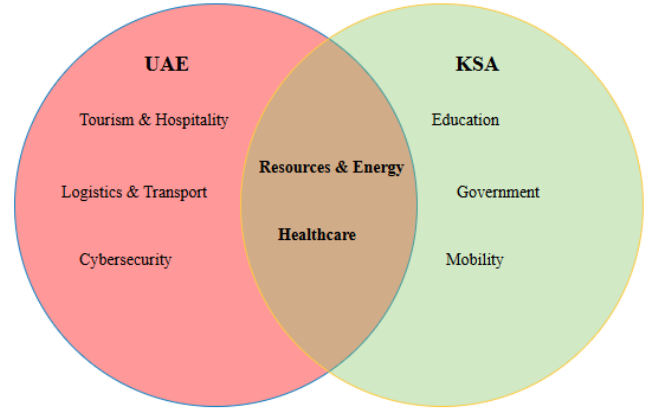 UAE
KSA
Tourism & Hospitality
Education
Resources & Energy
Logistics & Transport
Government
Healthcare
Cybersecurity
Mobility